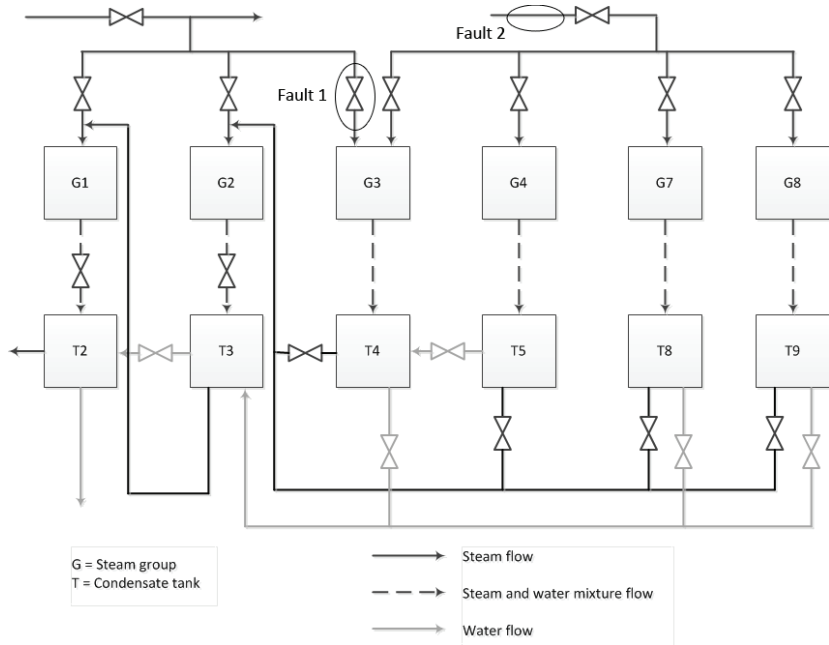 Fault 2
Fault 1
G1
G2
G3
G4
G7
G8
T2
T3
T4
T5
T8
T9
G = Steam group
T = Condensate tank
Steam flow
Steam and water mixture flow
Water flow